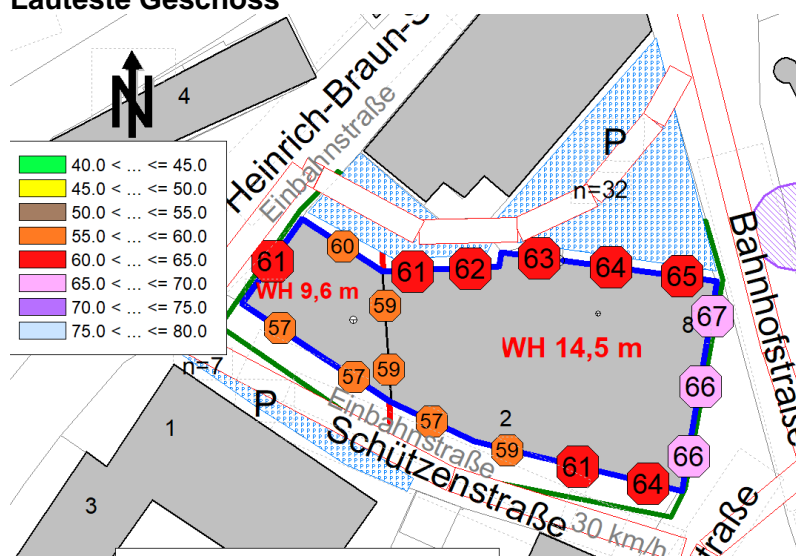 Lauteste Geschoss
N
4
Heinrich-Braun-S
Einbahnstraße
P
n=32
Bahnhofstraße
40.0 < ... <= 45.0
45.0 < ... <= 50.0
50.0 < ... <= 55.0
55.0 < ... <= 60.0
60.0 < ... <= 65.0
65.0 < ... <= 70.0
70.0 < ... <= 75.0
75.0 < ... <= 80.0
61
60
61
62
63
64
65
67
8
66
66
WH 9,6 m
59
57
59
WH 14,5 m
57
57
2
59
61
64
n=7
P
1
3
Einbahnstraße
Schützenstraße
30 km/h
traße